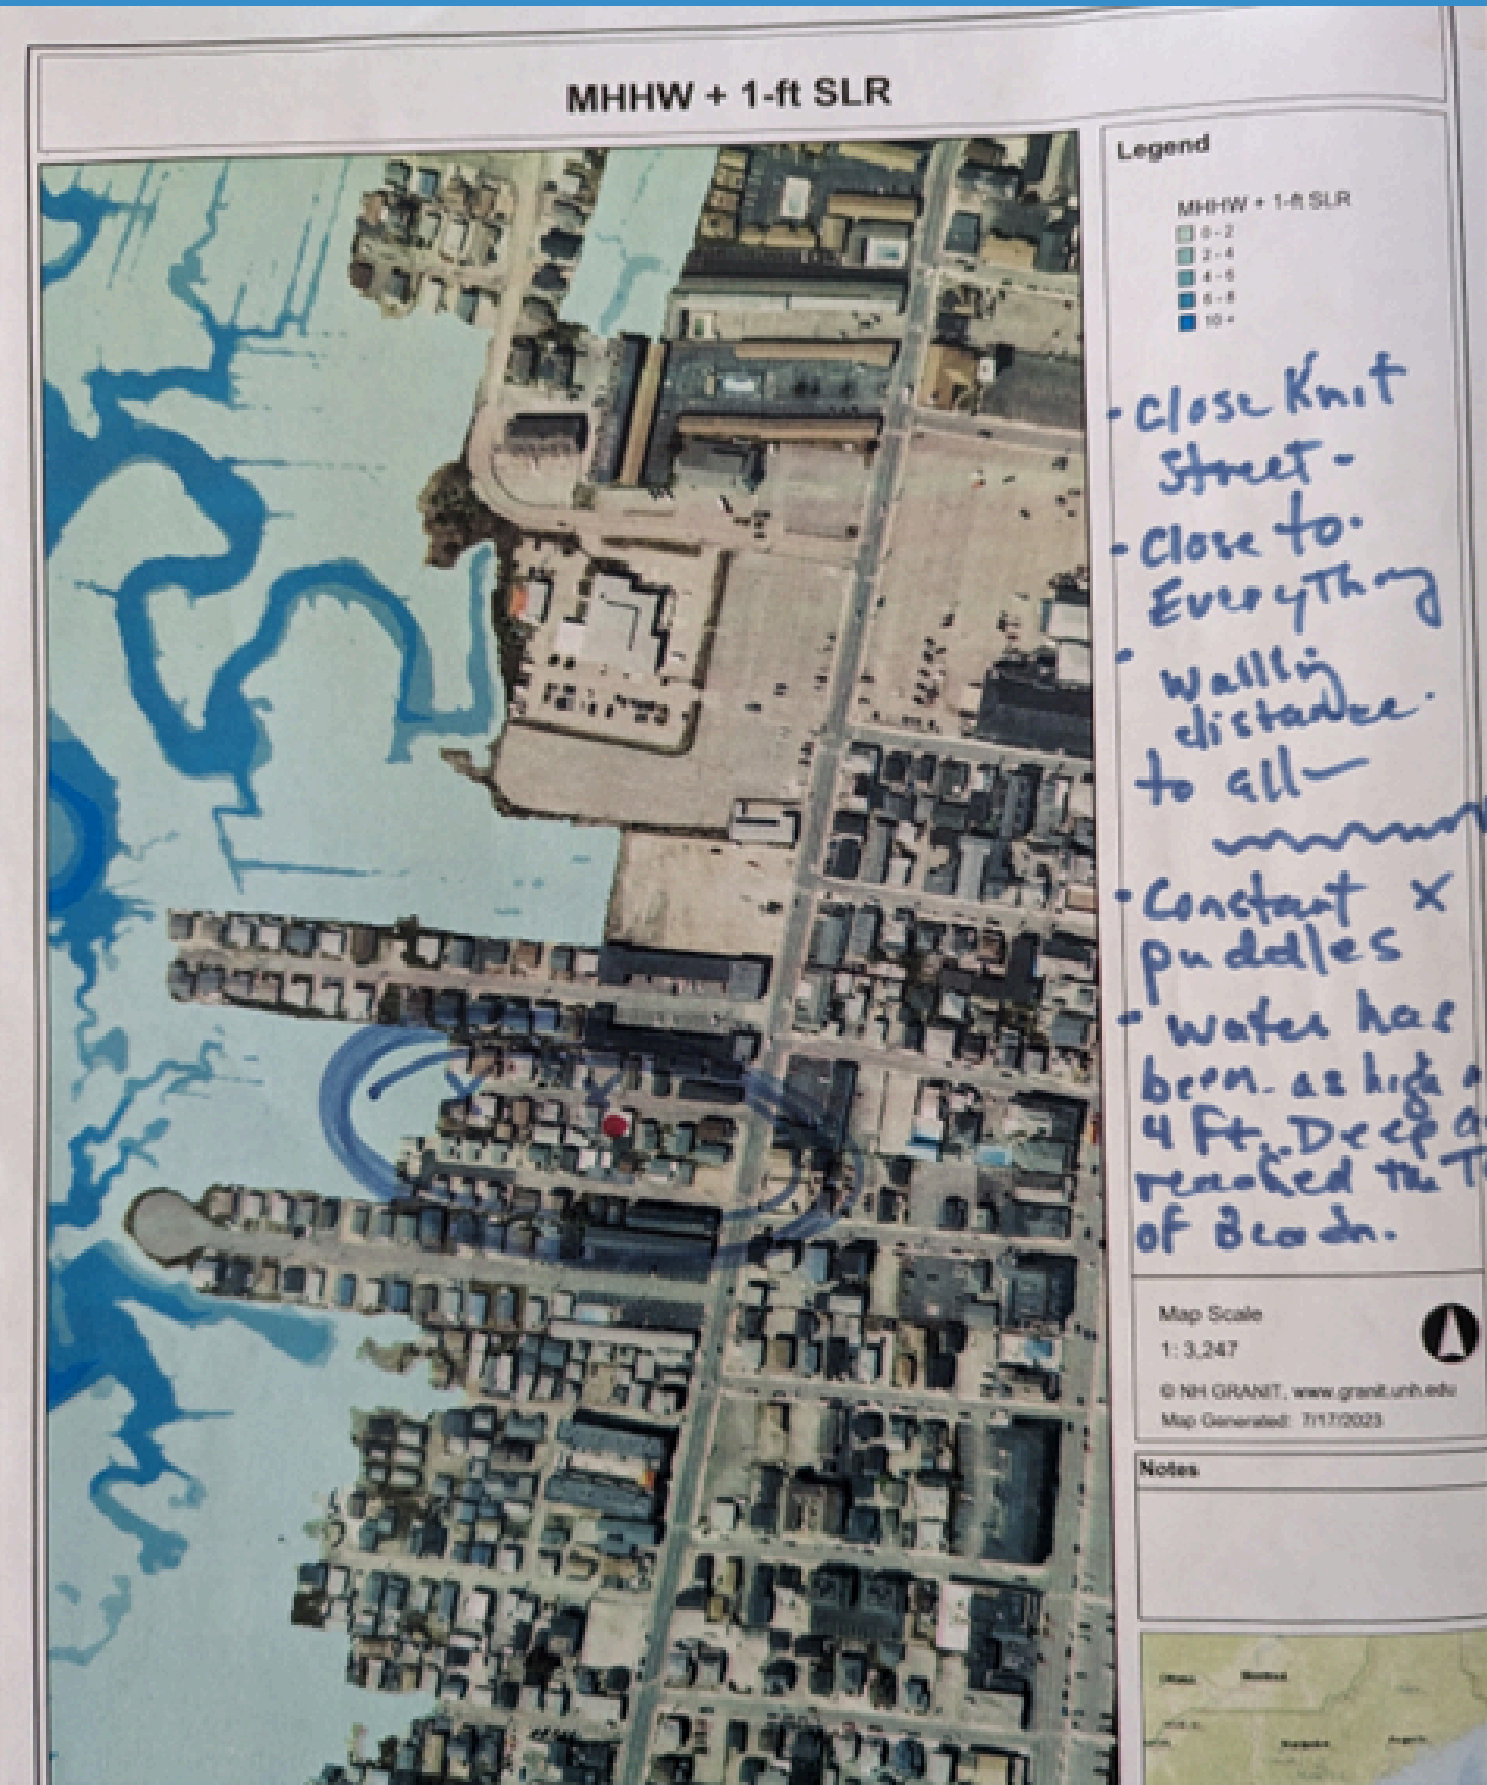 MHHW + 1-ft SLR
Legend
MHHW + 1-ft SLR
0 - 2
2 - 4
4 - 6
6 - 8
10 +
• Close Knit
Street -
• Close to.
Everything
•
Walking
distance.
to all
• Constant X
puddles
• Water has
been as high a
4 Ft. Deep a
reached the T
of Beach.
Map Scale
1: 3,247
© NH GRANIT, www.granit.unh.edu
Map Generated: 7/17/2023
Notes